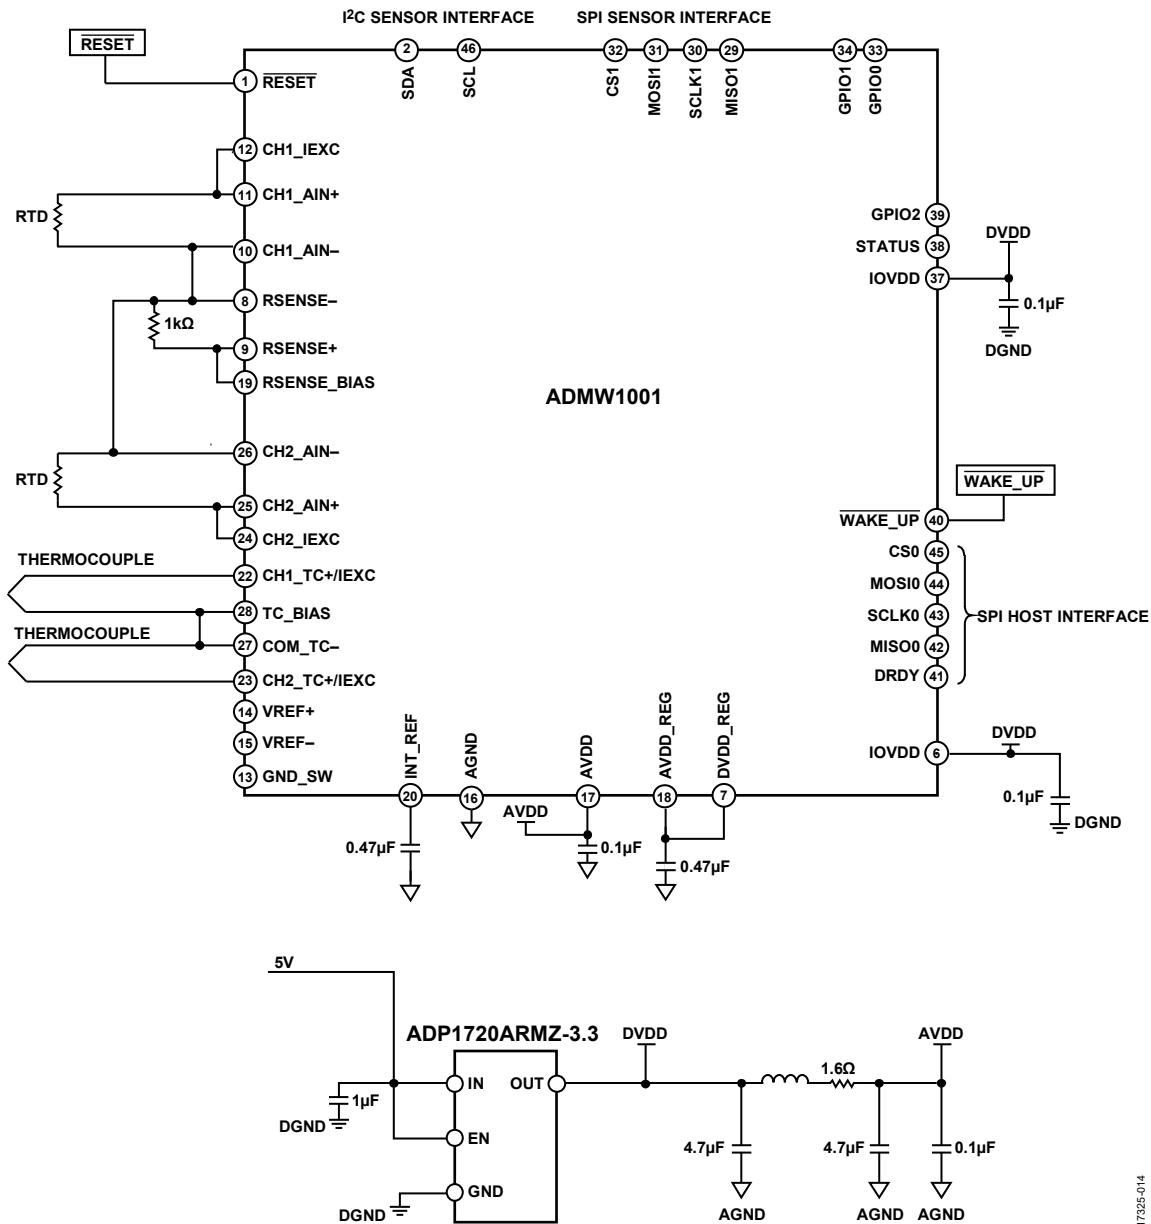 I2C SENSOR INTERFACE
SPI SENSOR INTERFACE
RESET
2
46
32
31
30
29
34
33
SDA
SCL
CS1
MOSI1
SCLK1
MISO1
GPIO1
GPIO0
1 RESET
12 CH1_IEXC
11 CH1_AIN+
RTD
10 CH1_AIN–
8 RSENSE–
1kΩ
9 RSENSE+
19 RSENSE_BIAS
26 CH2_AIN–
RTD
25 CH2_AIN+
24 CH2_IEXC
THERMOCOUPLE
22 CH1_TC+/IEXC
28 TC_BIAS
THERMOCOUPLE
27 COM_TC–
23 CH2_TC+/IEXC
14 VREF+
15 VREF–
13 GND_SW
ADMW1001
GPIO2 39
STATUS 38
DVDD
IOVDD 37
0.1µF
DGND
WAKE_UP
WAKE_UP 40
CS0 45
MOSI0 44
SCLK0 43
SPI HOST INTERFACE
MISO0 42
DRDY 41
DVDD
IOVDD 6
0.1µF
DGND
INT_REF
AGND
AVDD
AVDD_REG
DVDD_REG
20
16
17
18
7
AVDD
0.47µF
0.1µF
0.47µF
5V
ADP1720ARMZ-3.3
DVDD
AVDD
IN
OUT
1.6Ω
1µF
DGND
EN
4.7µF
4.7µF
0.1µF
GND
DGND
AGND
AGND
AGND
17325-014